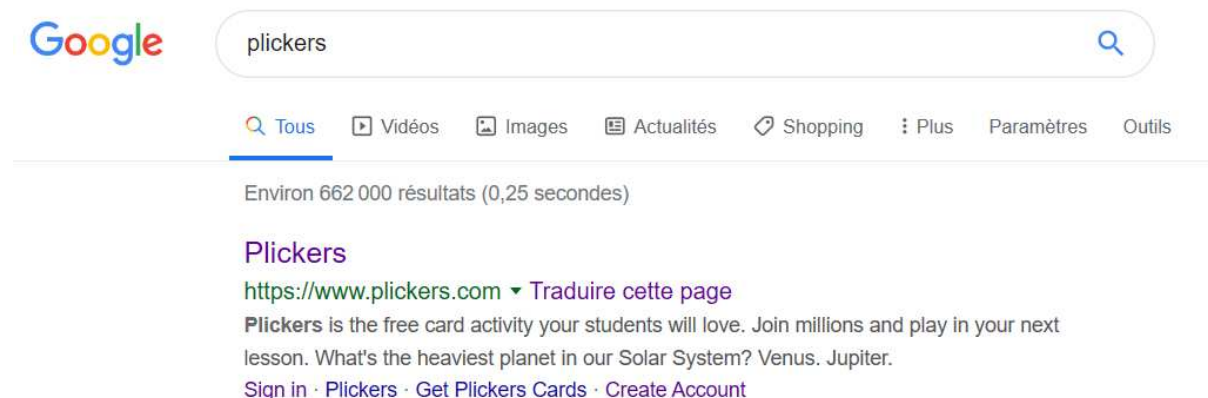 Google plickers
Tous Vidéos Images Actualités Shopping Plus Paramètres Outils
Environ 662 000 résultats (0,25 secondes)
Plickers
https://www.plickers.com Traduire cette page
Plickers is the free card activity your students will love. Join millions and play in your next
lesson. What's the heaviest planet in our Solar System? Venus. Jupiter.
Sign in · Plickers · Get Plickers Cards · Create Account